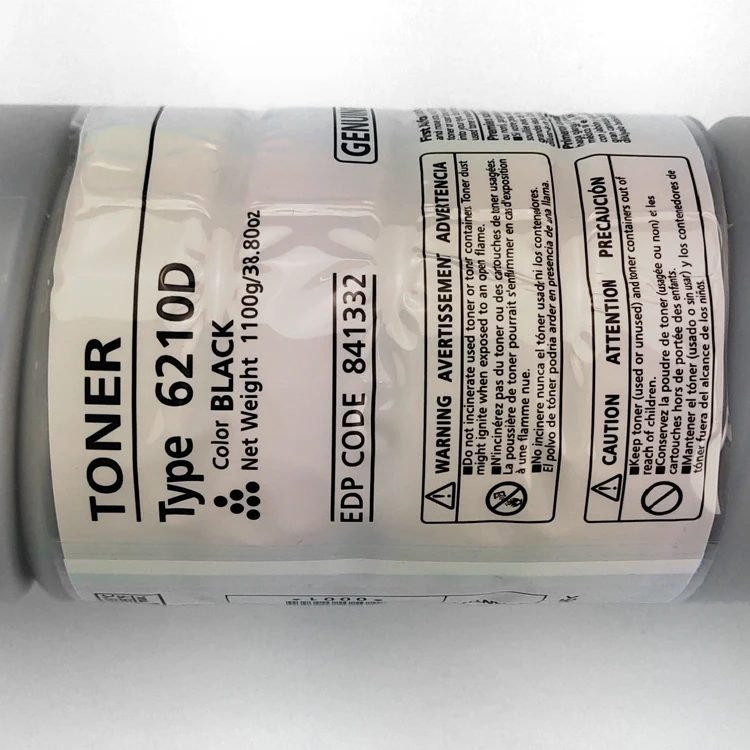 TONER
Type 6210D
Color BLACK
Net Weight 1100g/38.80oz
EDP CODE 841332
WARNING AVERTISSEMENT ADVERTENCIA
■Do not incinerate used toner or toner containers. Toner dust
might ignite when exposed to an open flame.
■N'incinérez pas du toner ou des cartouches de toner usagées.
La poussière de toner pourrait s'enflammer en cas d'exposition
à une flamme nue.
■No incinere nunca el tóner usado ni los contenedores.
El polvo de tóner podría arder en presencia de una llama.
CAUTION ATTENTION PRECAUCIÓN
■Keep toner (used or unused) and toner containers out of
reach of children.
■Conservez la poudre de toner (usagée ou non) et les
cartouches hors de portée des enfants.
■Mantener el tóner (usado o sin usar) y los contenedores de
tóner fuera del alcance de los niños.